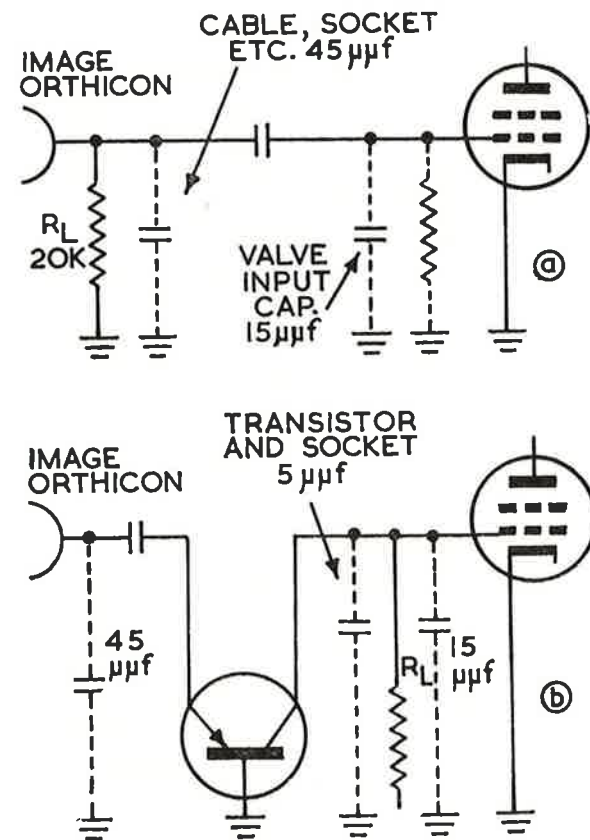 CABLE, SOCKET
ETC. 45µµf
IMAGE
ORTHICON
RL
20K
VALVE
INPUT
CAP.
15µµf
a
TRANSISTOR
AND SOCKET
5µµf
IMAGE
ORTHICON
45
µµf
RL
15
µµf
b